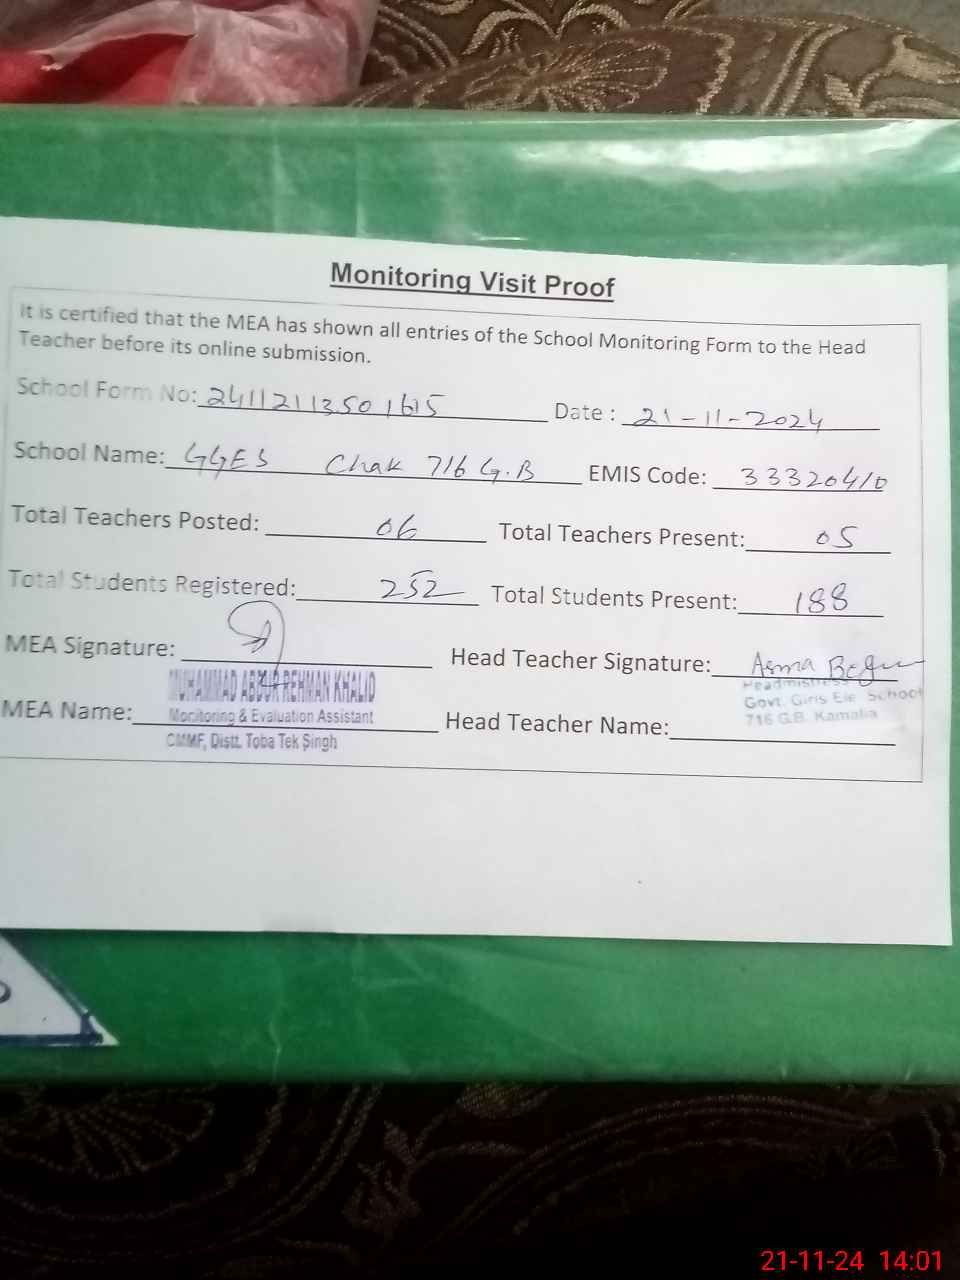 Monitoring Visit Proof
It is certified that the MEA has shown all entries of the School Monitoring Form to the Head
Teacher before its online submission.
School Form No: 24112113501615 Date : 21-11-2024
School Name: GGES Chak 716 G.B EMIS Code: 33320410
Total Teachers Posted: 06 Total Teachers Present: 05
Total Students Registered: 252 Total Students Present: 188
MEA Signature: Head Teacher Signature: Asma Begum
MUHAMMAD ABDUR REHMAN KHALID
Headmistress
MEA Name: Monitoring & Evaluation Assistant Head Teacher Name:
Govt. Girls Ele School
716 G.B. Kamalia
CMMF, Distt. Toba Tek Singh
21-11-24 14:01